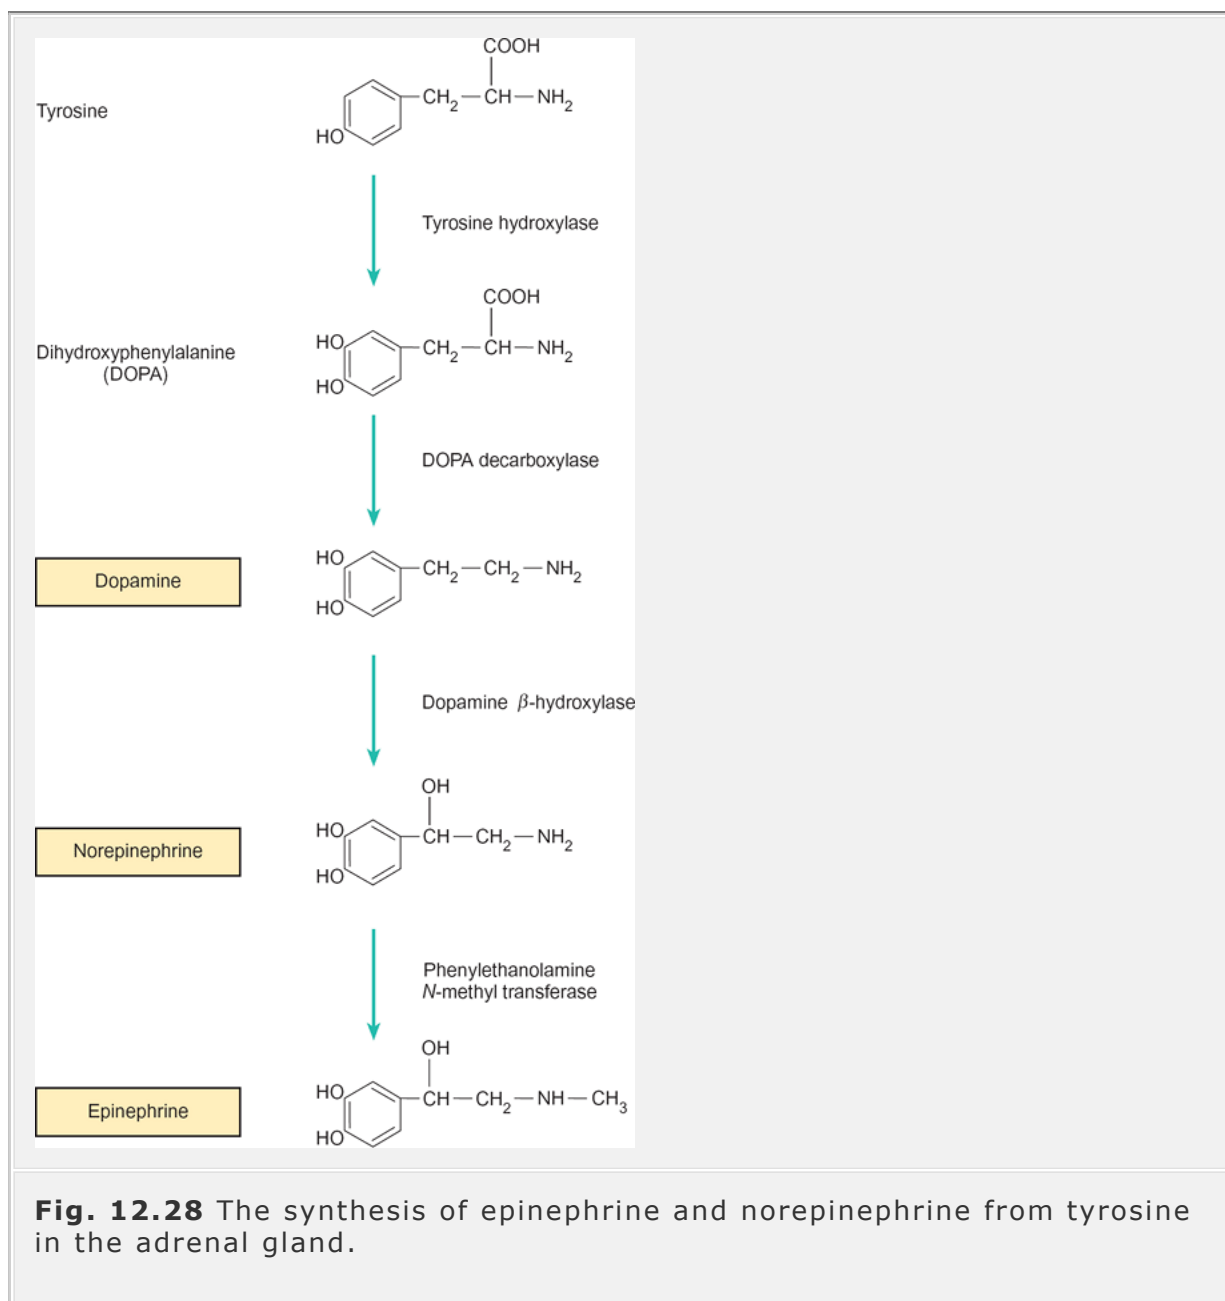 COOH
Tyrosine
CH2—CH—NH2
HO
Tyrosine hydroxylase
COOH
Dihydroxyphenylalanine
(DOPA)
HO
CH2—CH—NH2
HO
DOPA decarboxylase
Dopamine
HO
CH2—CH2—NH2
HO
Dopamine β-hydroxylase
OH
Norepinephrine
HO
CH—CH2—NH2
HO
Phenylethanolamine
N-methyl transferase
OH
Epinephrine
HO
CH—CH2—NH—CH3
HO
Fig. 12.28 The synthesis of epinephrine and norepinephrine from tyrosine
in the adrenal gland.